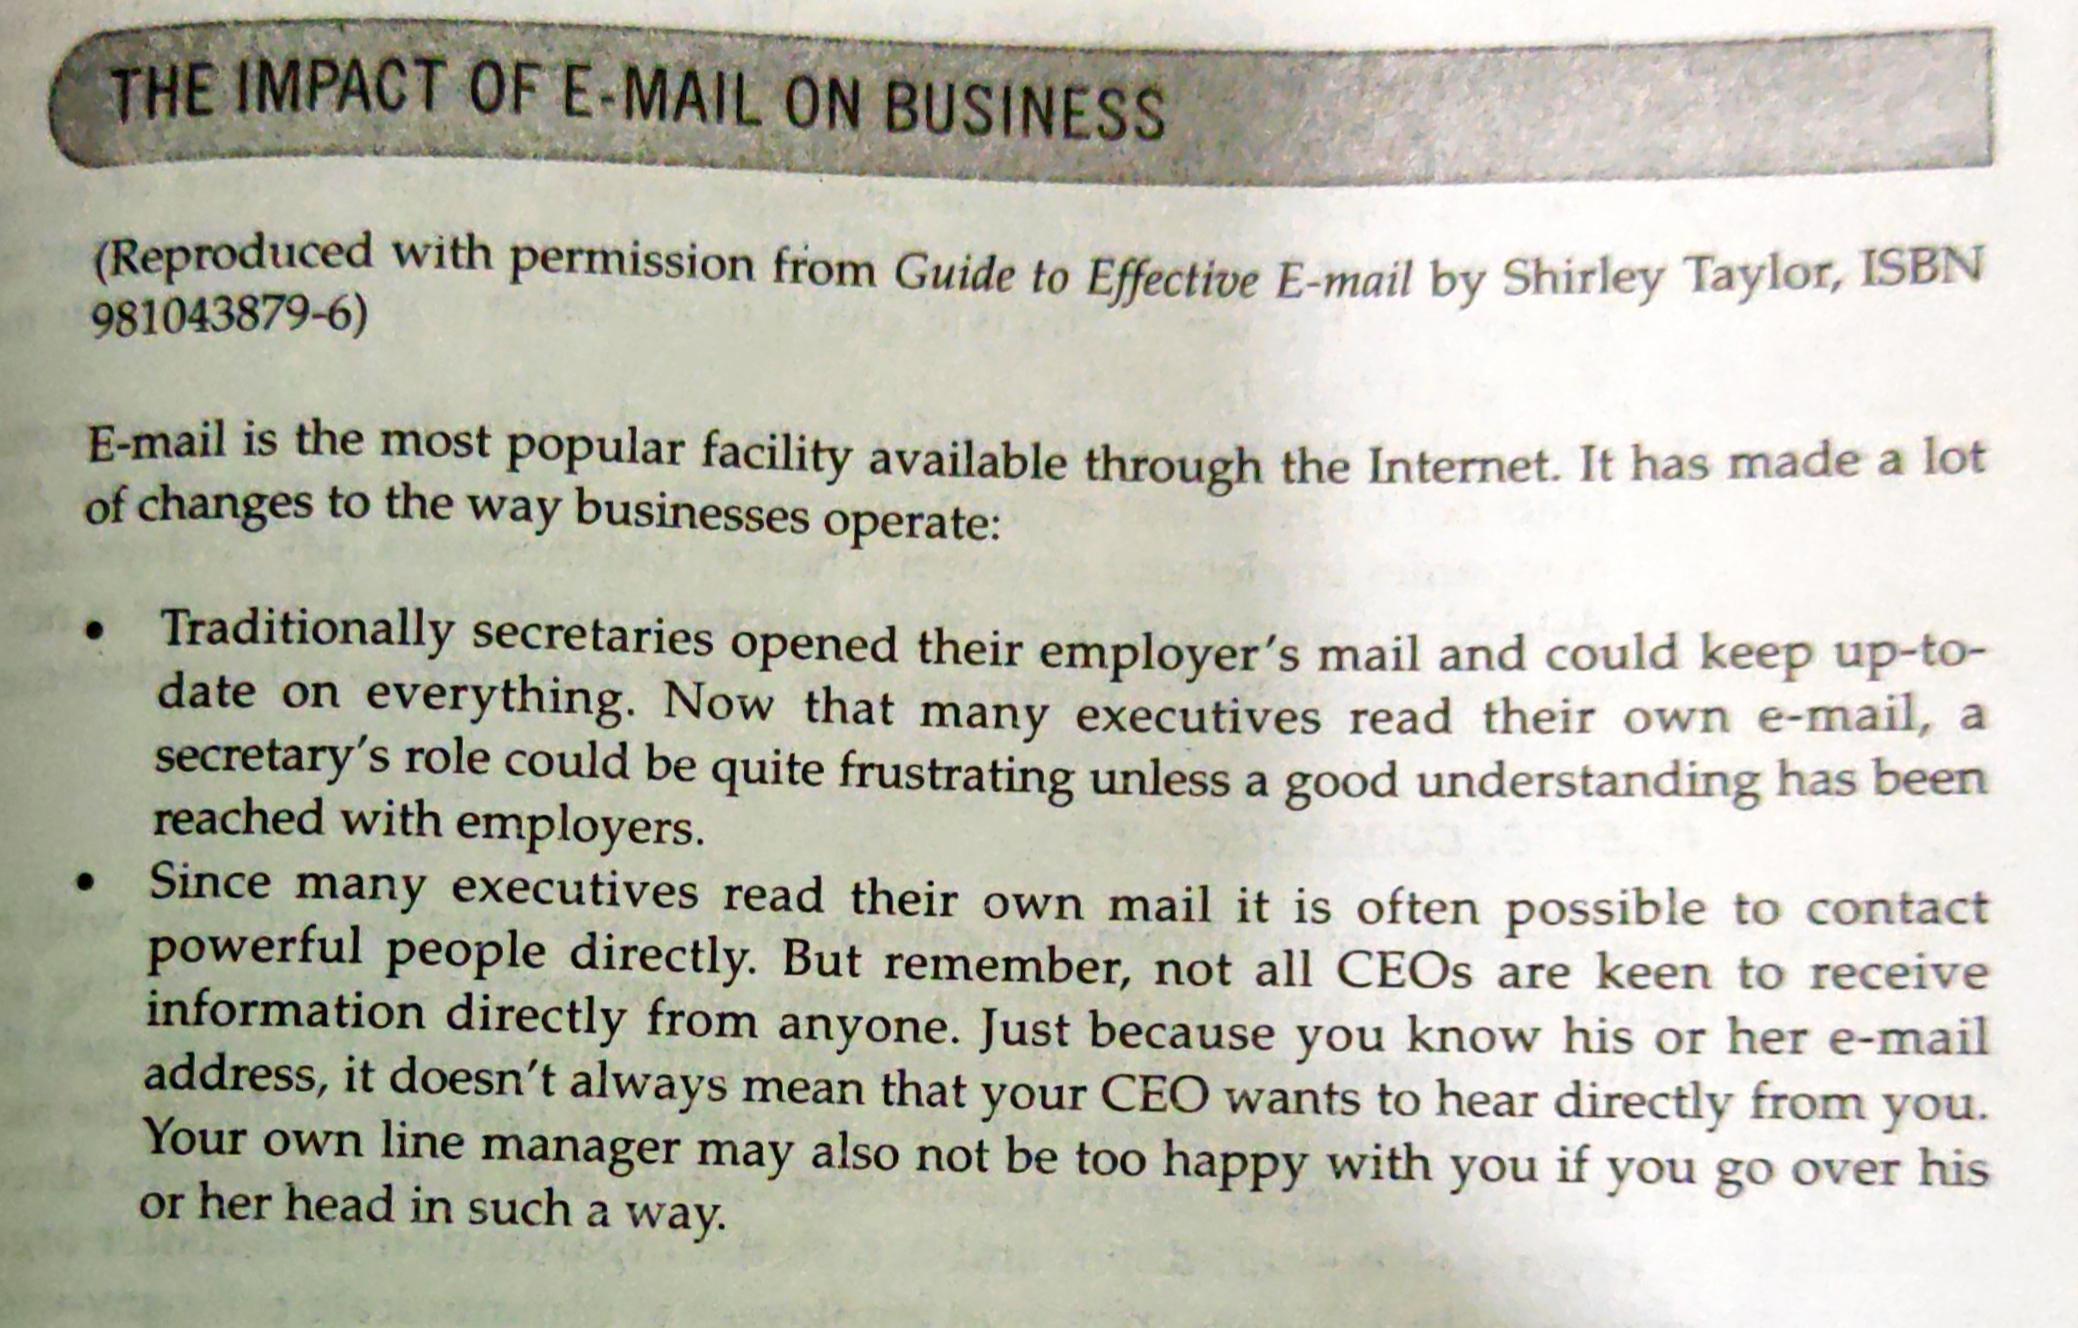 THE IMPACT OF E-MAIL ON BUSINESS
(Reproduced with permission from Guide to Effective E-mail by Shirley Taylor, ISBN
981043879-6)
E-mail is the most popular facility available through the Internet. It has made a lot
of changes to the way businesses operate:
• Traditionally secretaries opened their employer's mail and could keep up-to-
date on everything. Now that many executives read their own e-mail, a
secretary's role could be quite frustrating unless a good understanding has been
reached with employers.
• Since many executives read their own mail it is often possible to contact
powerful people directly. But remember, not all CEOs are keen to receive
information directly from anyone. Just because you know his or her e-mail
address, it doesn't always mean that your CEO wants to hear directly from you.
Your own line manager may also not be too happy with you if you go over his
or her head in such a way.